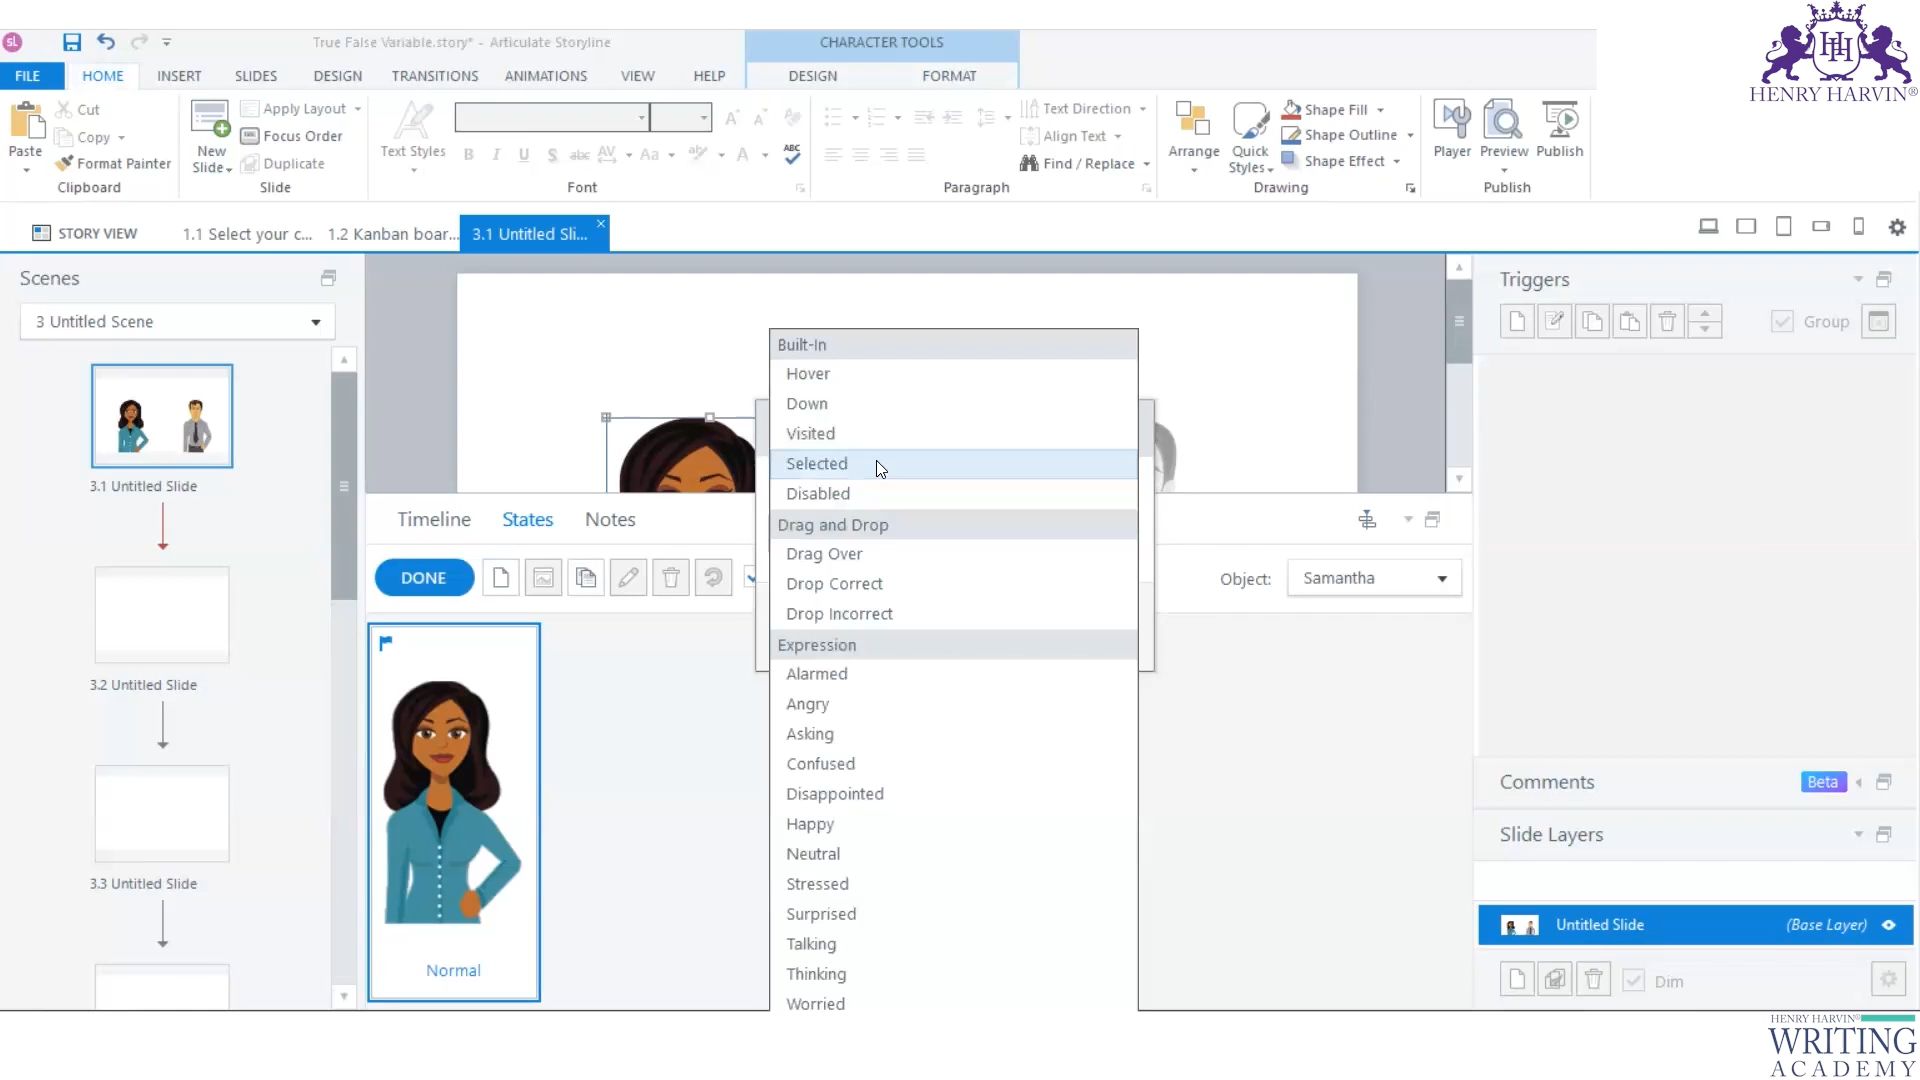 HENRY HARVIN®
sl
True False Variable.story* - Articulate Storyline
CHARACTER TOOLS
FILE
HOME
INSERT
SLIDES
DESIGN
TRANSITIONS
ANIMATIONS
VIEW
HELP
DESIGN
FORMAT
Paste
Cut
Copy
Format Painter
Clipboard
New
Slide
Apply Layout
Focus Order
Duplicate
Slide
Text Styles
B I U S abc AV Aa A
ABC
Font
Text Direction
Align Text
Find / Replace
Paragraph
Arrange
Quick
Styles
Shape Fill
Shape Outline
Shape Effect
Drawing
Player
Preview
Publish
Publish
STORY VIEW
1.1 Select your c...
1.2 Kanban boar...
3.1 Untitled Sli...
Scenes
3 Untitled Scene
3.1 Untitled Slide
3.2 Untitled Slide
3.3 Untitled Slide
Built-In
Hover
Down
Visited
Selected
Disabled
Drag and Drop
Drag Over
Drop Correct
Drop Incorrect
Expression
Alarmed
Angry
Asking
Confused
Disappointed
Happy
Neutral
Stressed
Surprised
Talking
Thinking
Worried
Timeline
States
Notes
DONE
Object:
Samantha
Normal
Triggers
Group
Comments
Beta
Slide Layers
Untitled Slide
(Base Layer)
Dim
HENRY HARVIN®
WRITING
ACADEMY